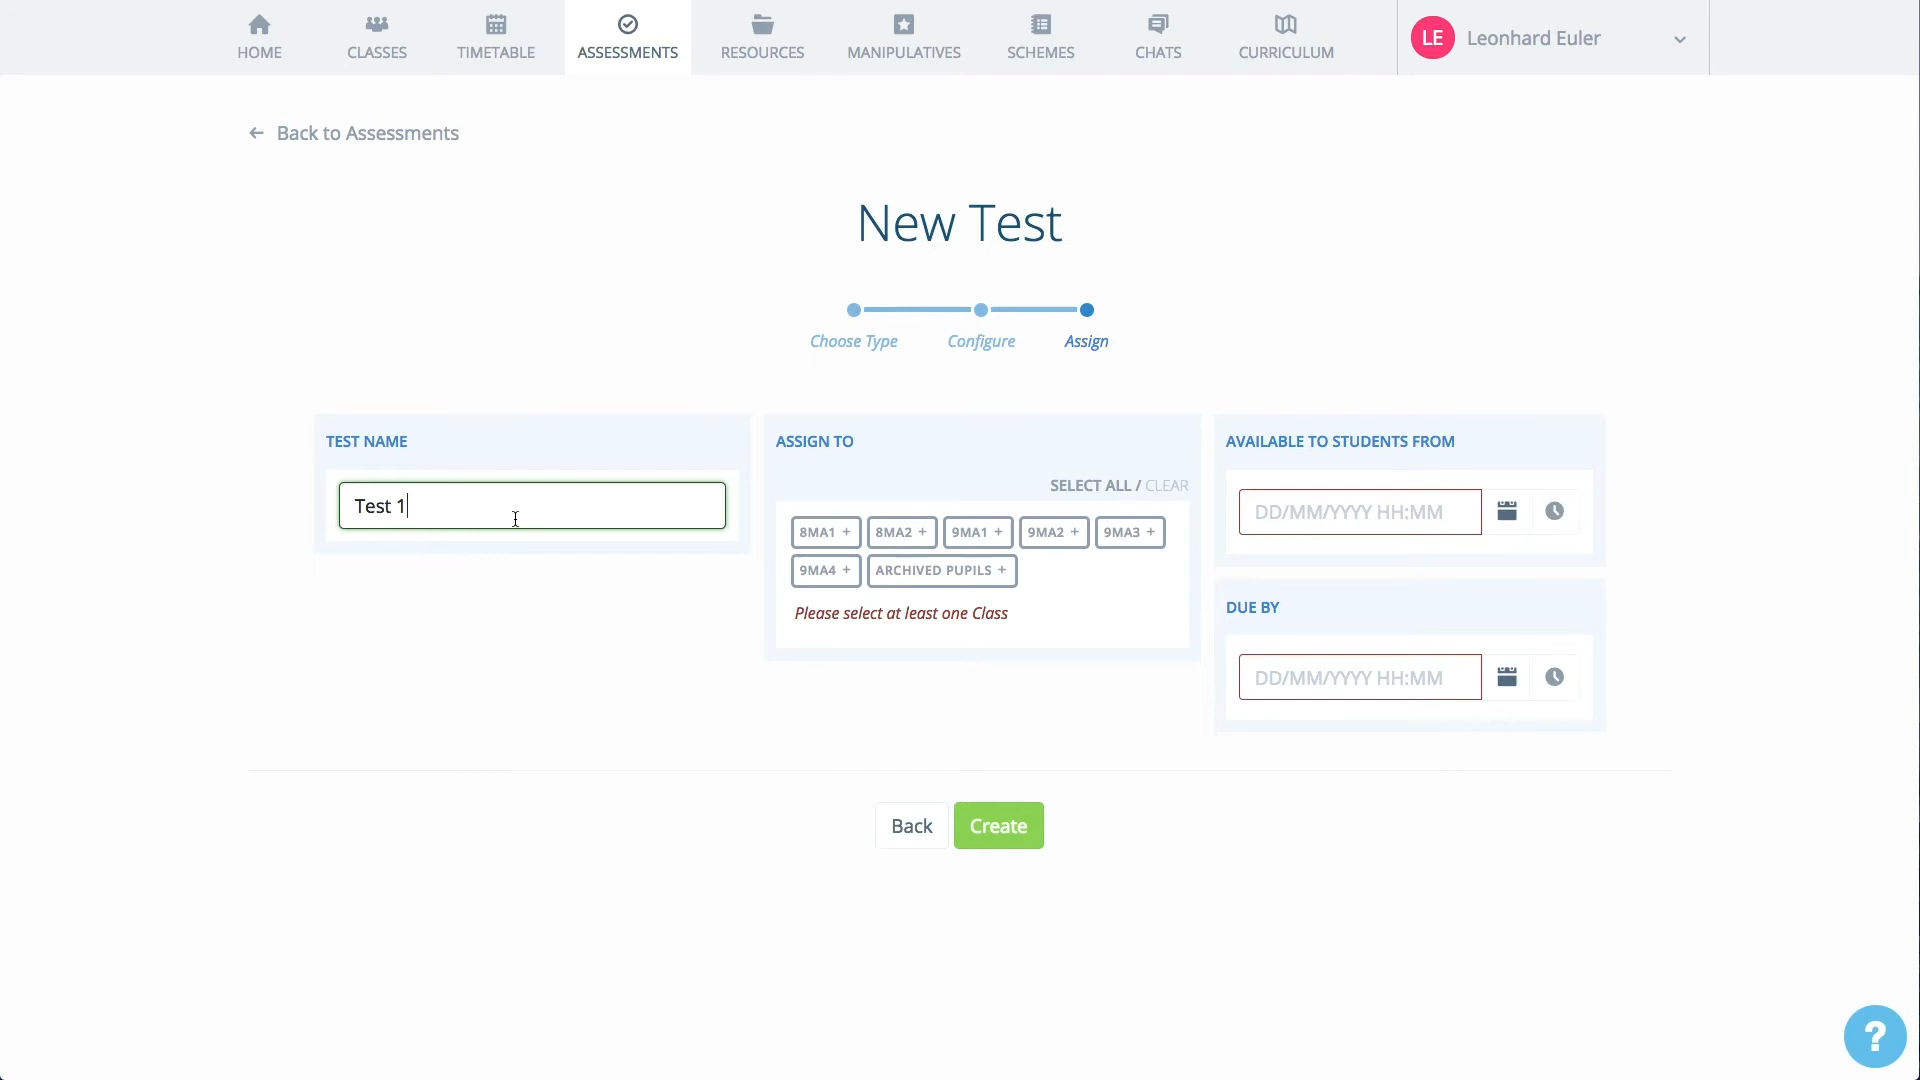 HOME
CLASSES
TIMETABLE
ASSESSMENTS
RESOURCES
MANIPULATIVES
SCHEMES
CHATS
CURRICULUM
LE Leonhard Euler
Back to Assessments
New Test
Choose Type
Configure
Assign
TEST NAME
Test 1
ASSIGN TO
SELECT ALL / CLEAR
8MA1 + 8MA2 + 9MA1 + 9MA2 + 9MA3 +
9MA4 + ARCHIVED PUPILS +
Please select at least one Class
AVAILABLE TO STUDENTS FROM
DD/MM/YYYY HH:MM
DUE BY
DD/MM/YYYY HH:MM
Back Create
?